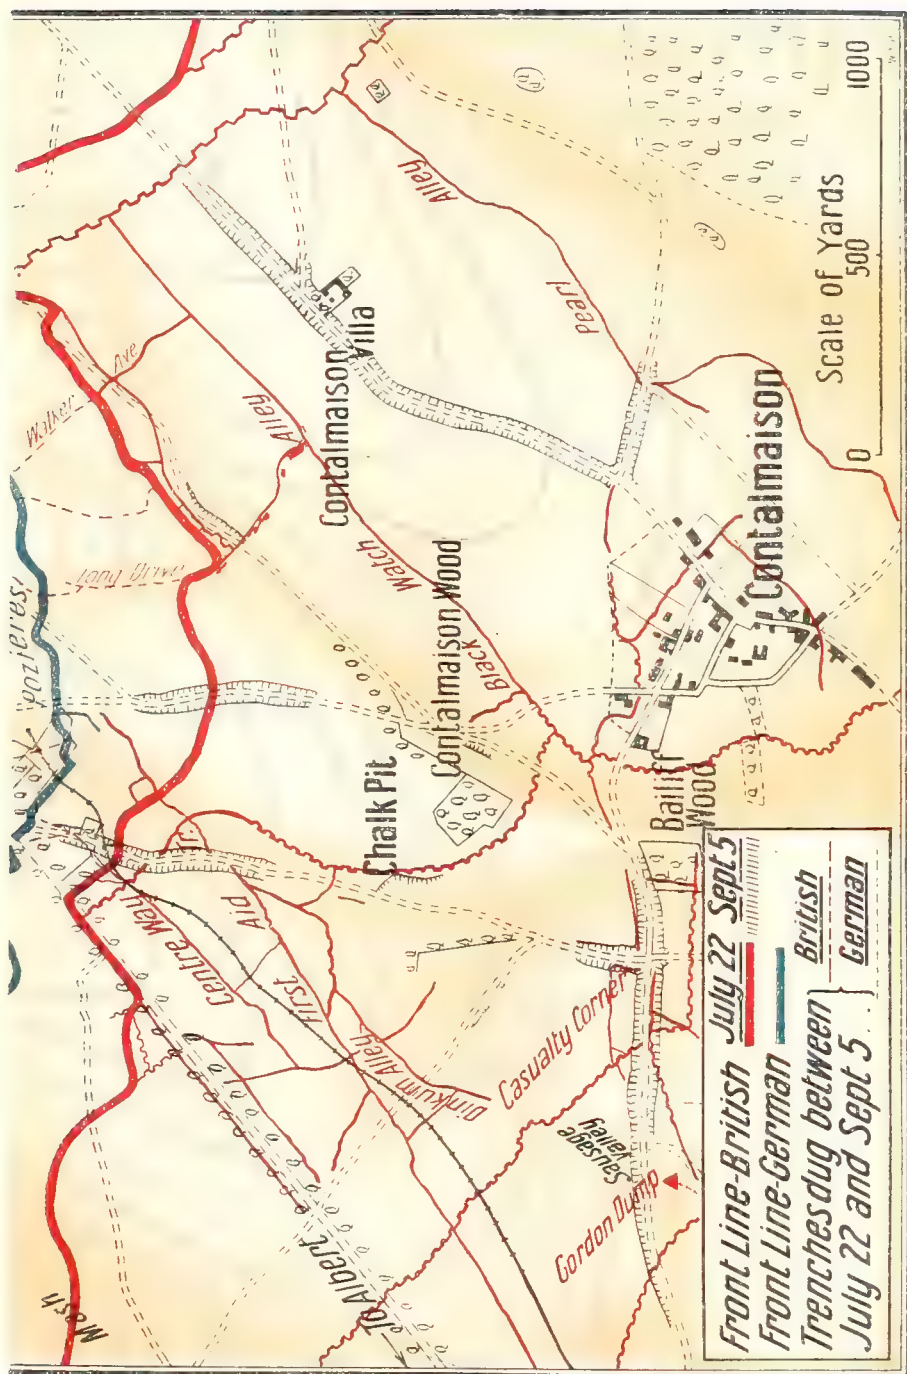 Pozieres
Walker Ave
Mash
Centre Way
To Albert
First Aid
Dinkum Alley
Casualty Corner
Sausage
Valley
Gordon Dump
Chalk Pit
Contalmaison Wood
Black Watch Alley
Contalmaison
Villa
Pearl Alley
Bailiff
Wood
Contalmaison
Scale of Yards
0 500 1000
Front Line-British July 22 Sept 5
Front Line-German
Trenches dug between British
July 22 and Sept 5... German